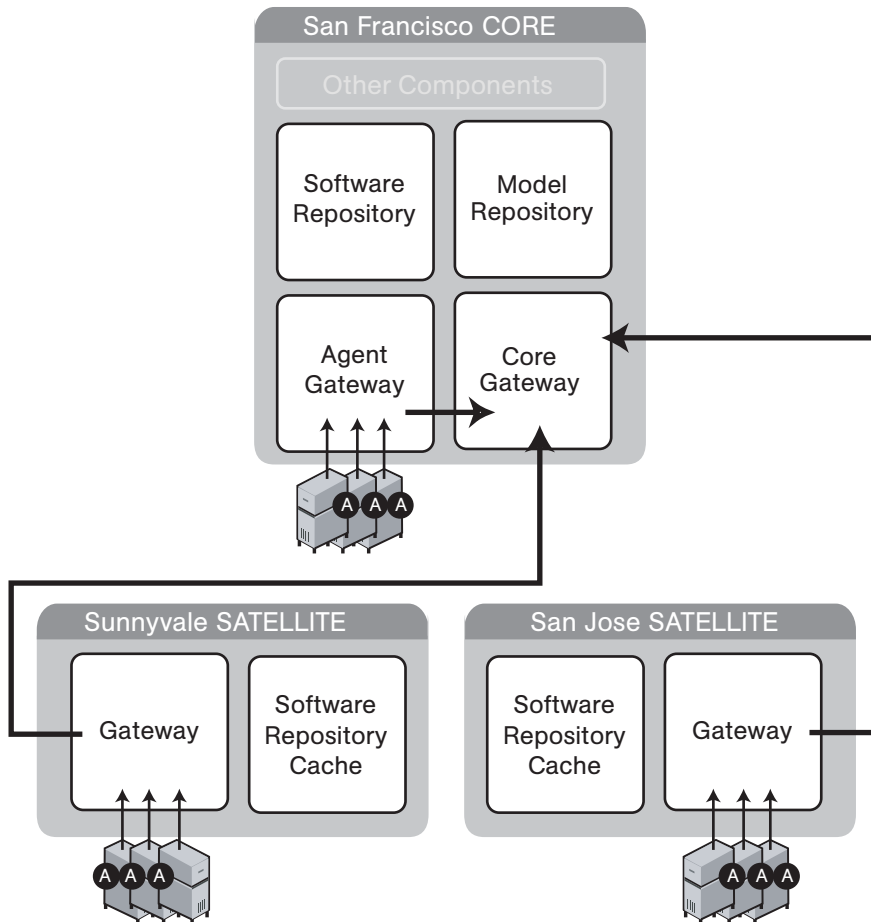 San Francisco CORE
Other Components
Software
Repository
Model
Repository
Agent
Gateway
Core
Gateway
A A A
Sunnyvale SATELLITE
Gateway
Software
Repository
Cache
A A A
San Jose SATELLITE
Software
Repository
Cache
Gateway
A A A